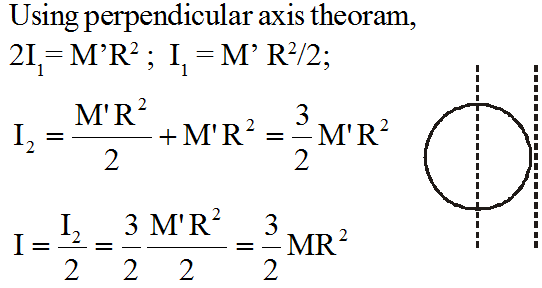 Using perpendicular axis theoram,
2I₁= M’R² ; I₁ = M’ R²/2;
I₂ = M'R²/2 + M'R² = 3/2 M'R²
I = I₂/2 = 3/2 M'R²/2 = 3/2 MR²